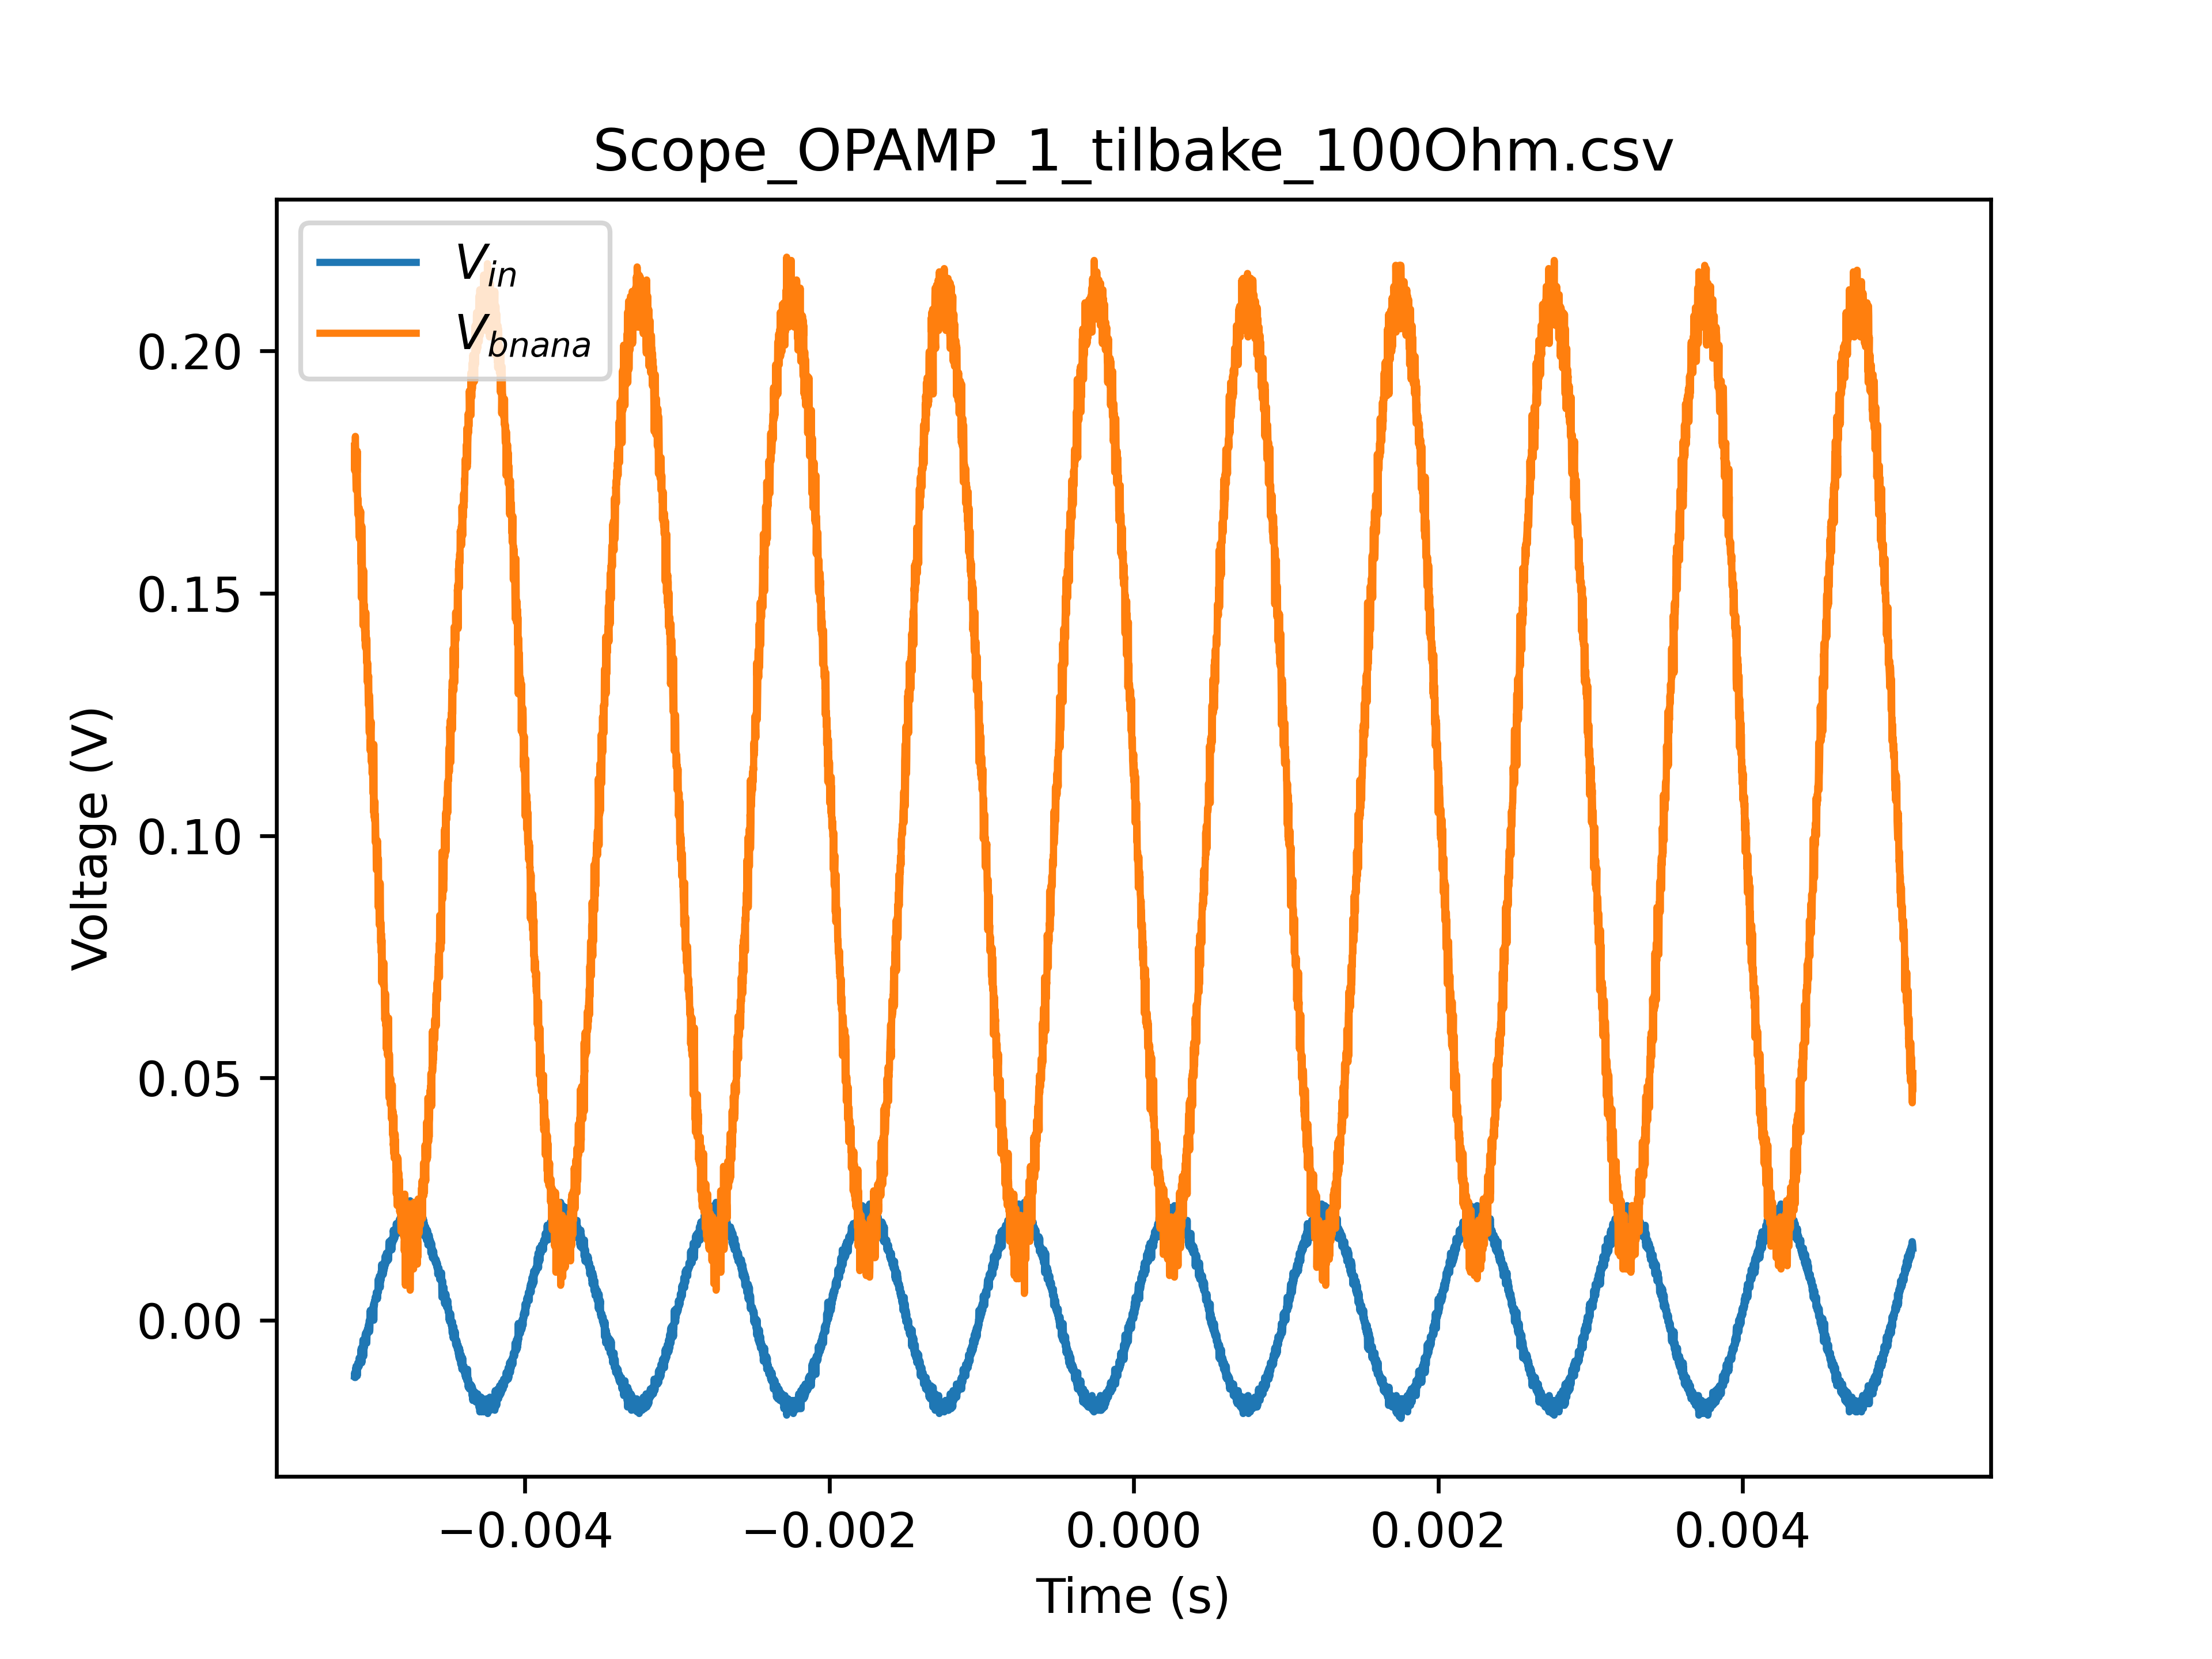 Scope_OPAMP_1_tilbake_100Ohm.csv
V_in
V_bnana
0.20
0.15
0.10
0.05
0.00
Voltage (V)
−0.004 −0.002 0.000 0.002 0.004
Time (s)